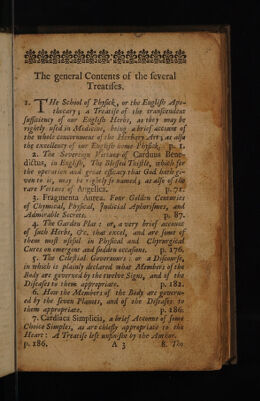 The general Contents of the several
Treatises.
1. THe School of Physick, or the English Apo-
thecary; a Treatise of the transcendent
sufficiency of our English Herbs, as they may be
rightly used in Medicine, being a brief account of
the whole concernment of the Herbary Art; as also
the excellency of our English home Physick. p. 1.
2. The Sovereign Vertues of Carduus Bene-
dictus, in English, The Blessed Thistle, which for
the operation and great efficacy that God hath gi-
ven to it, may be rightly so named; as also of the
rare Vertues of Angelica. p. 71.
3. Fragmenta Aurea. Four Golden Centuries
of Chymical, Physical, Judicial Aphorismes, and
Admirable Secrets. p. 87.
4. The Garden Plat: or, a very brief account
of such Herbs, &c, that excel, and are some of
them most useful in Physical and Chyrurgical
Cures on emergent and sudden occasions. p. 176.
5. The Celestial Governours: or a Discourse,
in which is plainly declared what Members of the
Body are governed by the twelve Signs, and of the
Diseases to them appropriate. p. 182.
6. How the Members of the Body are govern-
ed by the seven Planets, and of the Diseases to
them appropriate. p. 186.
7. Cardiaca Simplicia, a brief Account of some
Choice Simples, as are chiefly appropriate to the
Heart: A Treatise left unfinisht by the Author.
p. 186. A 3 8. The